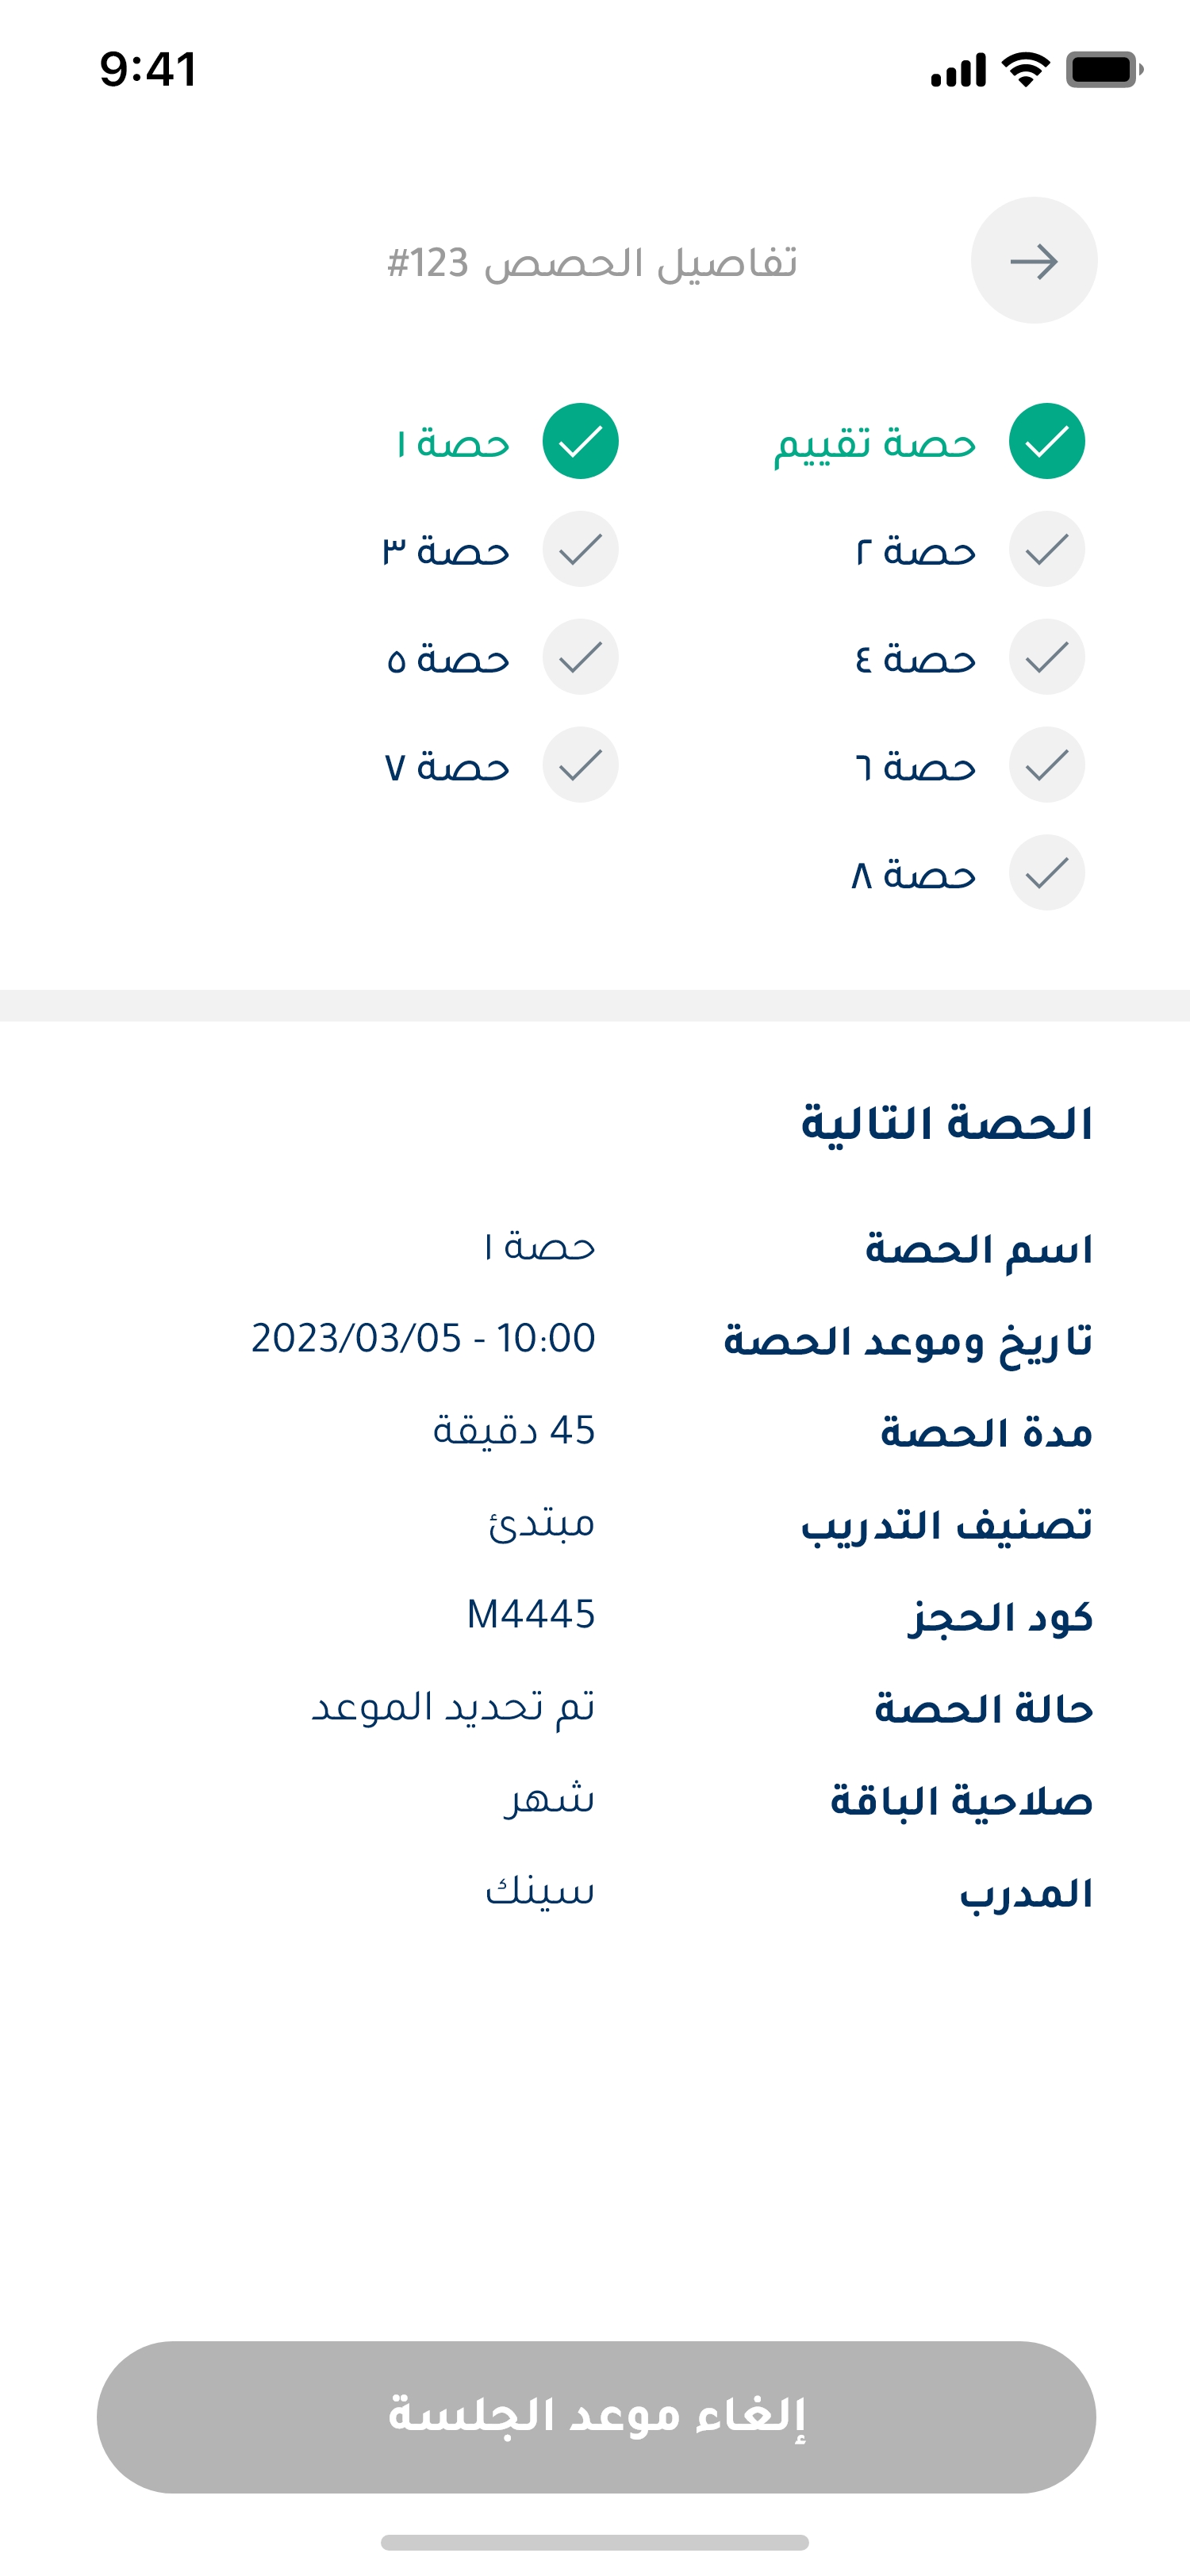 9:41
تفاصيل الحصص 123#
حصة تقييم
حصة ١
حصة ٢
حصة ٣
حصة ٤
حصة ٥
حصة ٦
حصة ٧
حصة ٨
الحصة التالية
اسم الحصة
حصة ١
تاريخ وموعد الحصة
2023/03/05 - 10:00
مدة الحصة
45 دقيقة
تصنيف التدريب
مبتدئ
كود الحجز
M4445
حالة الحصة
تم تحديد الموعد
صلاحية الباقة
شهر
المدرب
سينك
إلغاء موعد الجلسة